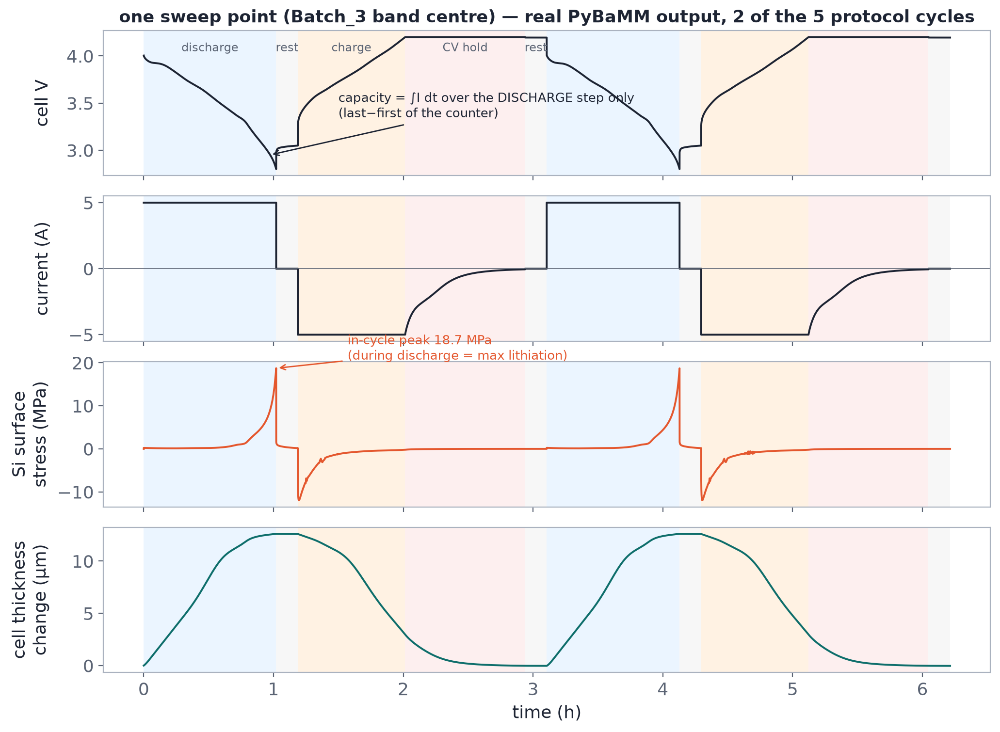 one sweep point (Batch_3 band centre) — real PyBaMM output, 2 of the 5 protocol cycles
discharge
rest
charge
CV hold
rest
4.0
3.5
3.0
cell V
capacity = ∫I dt over the DISCHARGE step only
(last−first of the counter)
5
0
−5
current (A)
in-cycle peak 18.7 MPa
(during discharge = max lithiation)
20
10
0
−10
Si surface
stress (MPa)
10
5
0
cell thickness
change (μm)
0
1
2
3
4
5
6
time (h)